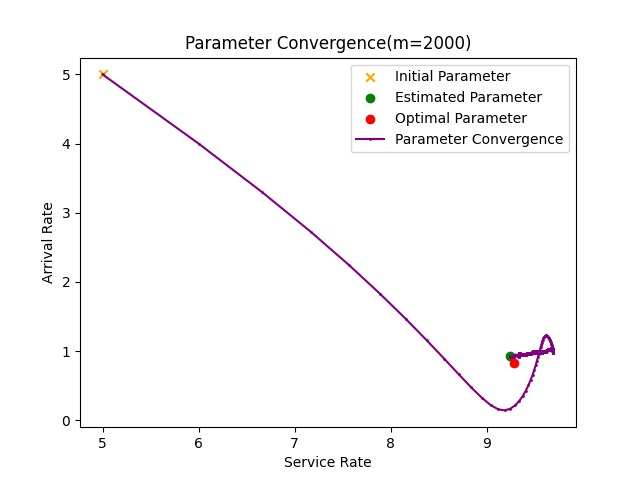 Parameter Convergence(m=2000)
Initial Parameter
Estimated Parameter
Optimal Parameter
Parameter Convergence
Arrival Rate
5
4
3
2
1
0
5 6 7 8 9
Service Rate